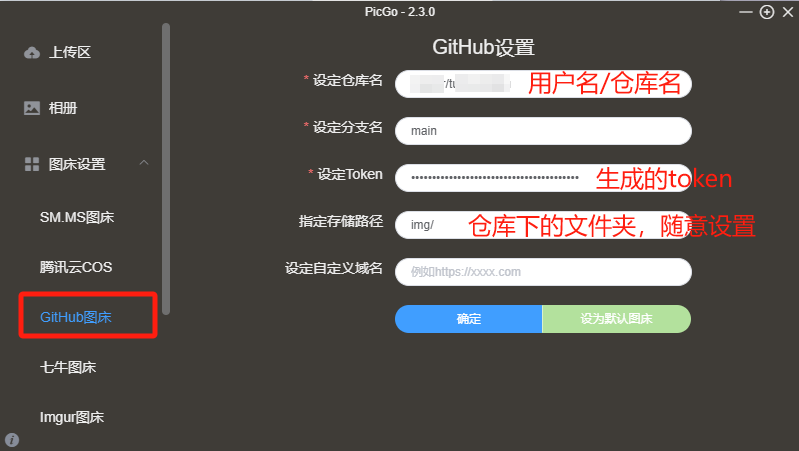 PicGo - 2.3.0
上传区
相册
图床设置
SM.MS图床
腾讯云COS
GitHub图床
七牛图床
Imgur图床
GitHub设置
* 设定仓库名
用户名/仓库名
* 设定分支名
main
* 设定Token
••••••••••••••••••••••••••••••••••••••••
生成的token
指定存储路径
img/
仓库下的文件夹，随意设置
设定自定义域名
例如https://xxxx.com
确定
设为默认图床